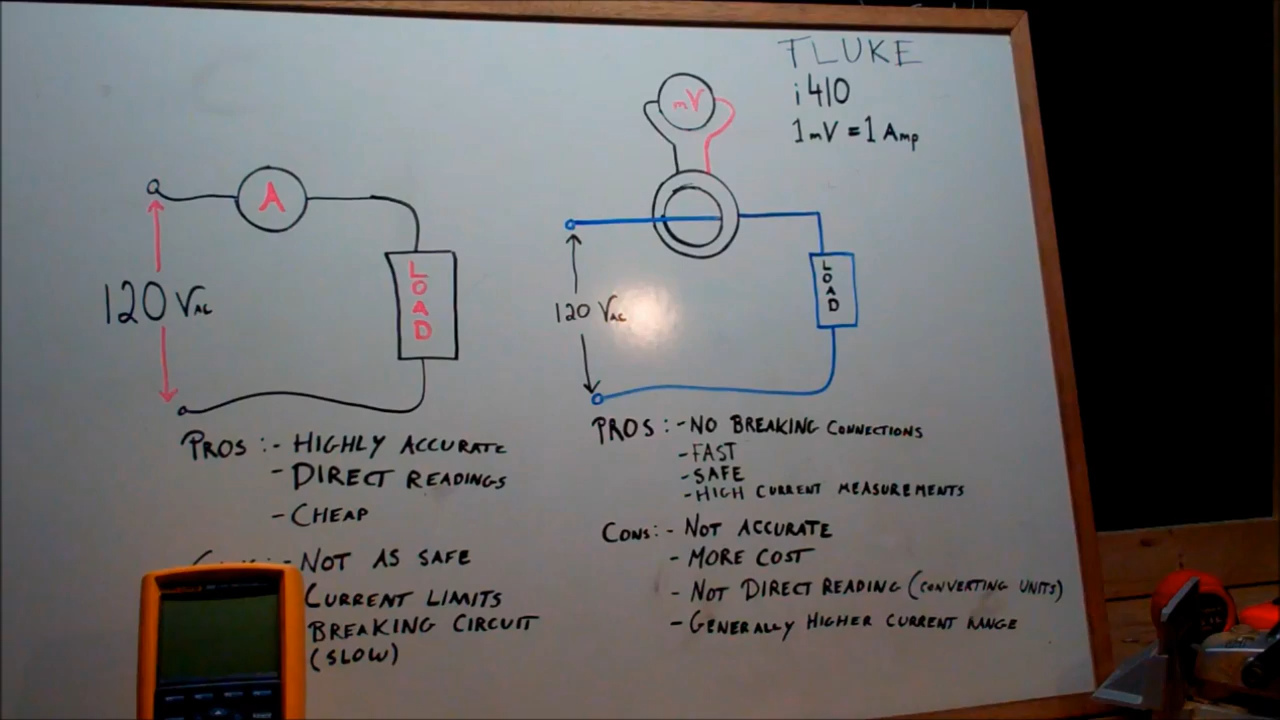 FLUKE
i410
1mV = 1 Amp
mV
A
LOAD
120 VAC
LOAD
120 VAC
PROS: - HIGHLY ACCURATE
- DIRECT READINGS
- CHEAP
- NOT AS SAFE
CURRENT LIMITS
BREAKING CIRCUIT
(SLOW)
PROS: - NO BREAKING CONNECTIONS
- FAST
- SAFE
- HIGH CURRENT MEASUREMENTS
CONS: - NOT ACCURATE
- MORE COST
- NOT DIRECT READING (CONVERTING UNITS)
- GENERALLY HIGHER CURRENT RANGE